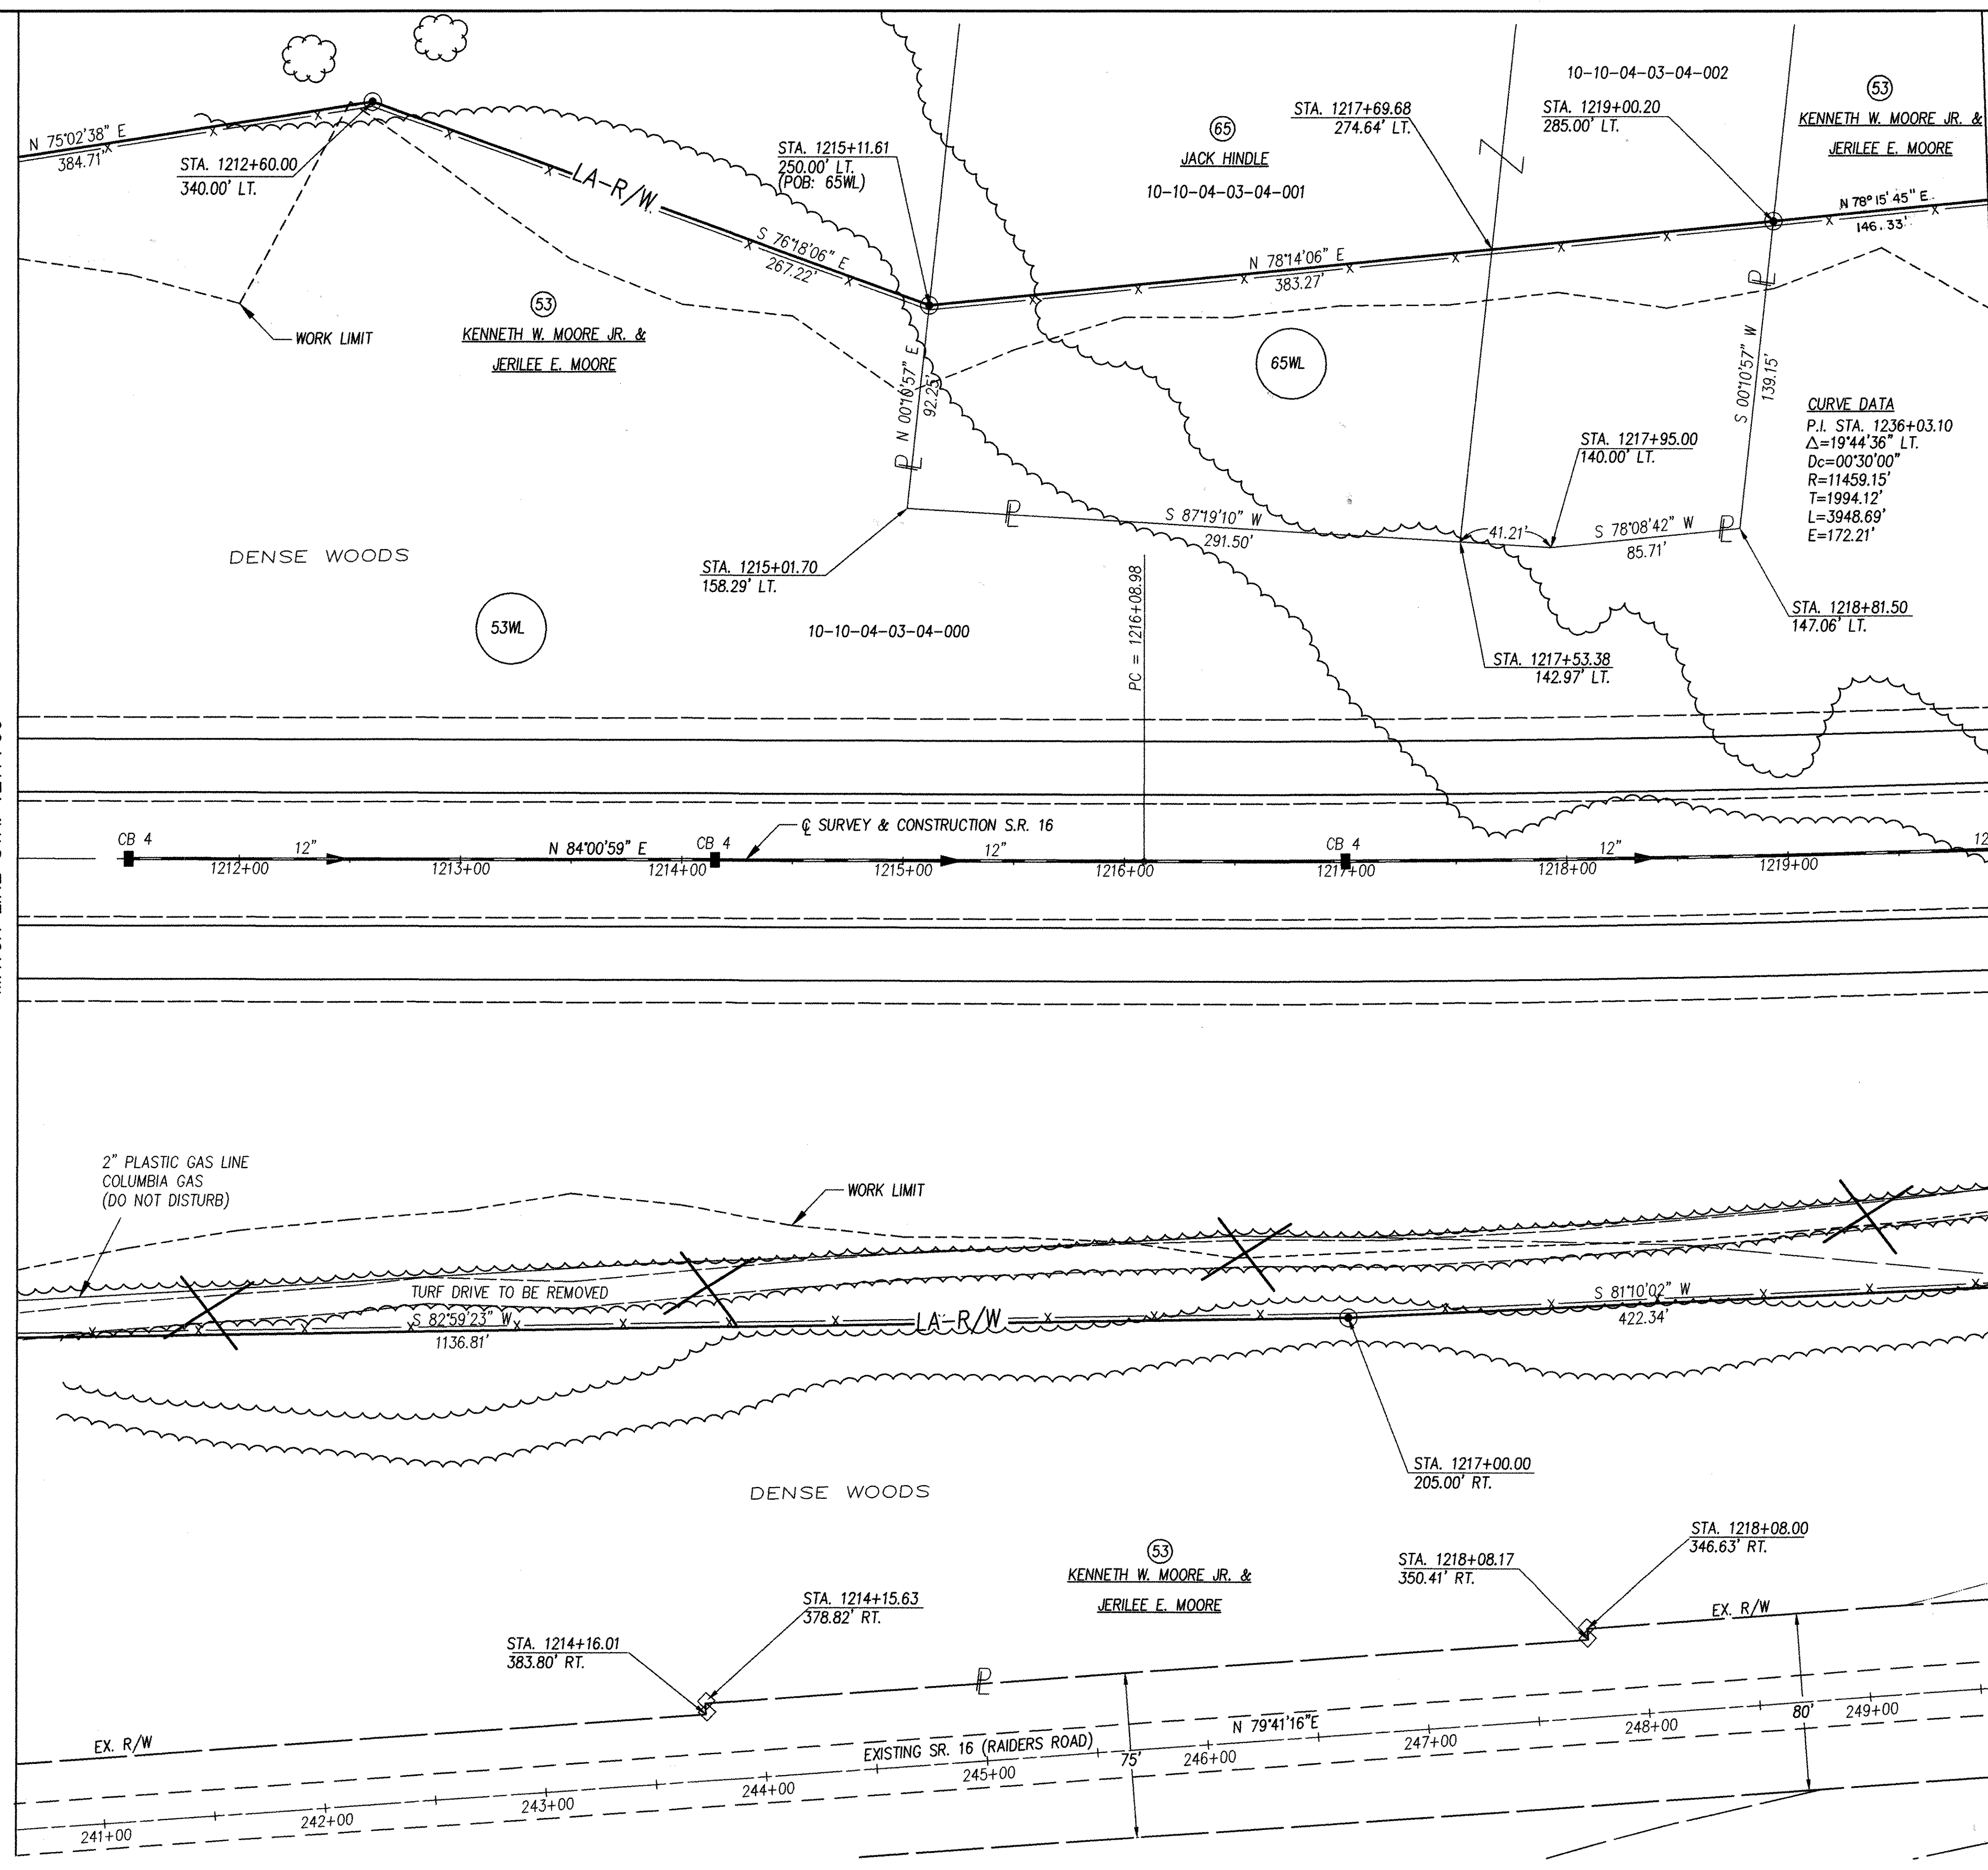 10-10-04-03-04-002
53
KENNETH W. MOORE JR. &
JERILEE E. MOORE
STA. 1217+69.68
274.64' LT.
STA. 1219+00.20
285.00' LT.
65
JACK HINDLE
10-10-04-03-04-001
N 75°02'38" E
384.71'
STA. 1212+60.00
340.00' LT.
STA. 1215+11.61
250.00' LT.
(POB: 65WL)
LA-R/W
N 78°15'45" E
146.33'
S 76°18'06" E
267.22'
N 78°14'06" E
383.27'
WORK LIMIT
53
KENNETH W. MOORE JR. &
JERILEE E. MOORE
65WL
N 00°10'57" E
92.25'
S 00°10'57" W
139.15'
CURVE DATA
P.I. STA. 1236+03.10
Δ=19°44'36" LT.
Dc=00°30'00"
R=11459.15'
T=1994.12'
L=3948.69'
E=172.21'
STA. 1217+95.00
140.00' LT.
PL
PL
PL
S 87°19'10" W
291.50'
41.21'
S 78°08'42" W
85.71'
PL
DENSE WOODS
STA. 1215+01.70
158.29' LT.
53WL
10-10-04-03-04-000
PC = 1216+08.98
STA. 1218+81.50
147.06' LT.
STA. 1217+53.38
142.97' LT.
℄ SURVEY & CONSTRUCTION S.R. 16
CB 4
12"
N 84°00'59" E
CB 4
12"
CB 4
12"
1212+00
1213+00
1214+00
1215+00
1216+00
1217+00
1218+00
1219+00
2" PLASTIC GAS LINE
COLUMBIA GAS
(DO NOT DISTURB)
WORK LIMIT
TURF DRIVE TO BE REMOVED
S 82°59'23" W
1136.81'
LA-R/W
S 81°10'02" W
422.34'
STA. 1217+00.00
205.00' RT.
DENSE WOODS
53
KENNETH W. MOORE JR. &
JERILEE E. MOORE
STA. 1218+08.00
346.63' RT.
STA. 1218+08.17
350.41' RT.
STA. 1214+15.63
378.82' RT.
STA. 1214+16.01
383.80' RT.
EX. R/W
PL
EX. R/W
N 79°41'16"E
EXISTING SR. 16 (RAIDERS ROAD)
75'
80'
241+00
242+00
243+00
244+00
245+00
246+00
247+00
248+00
249+00